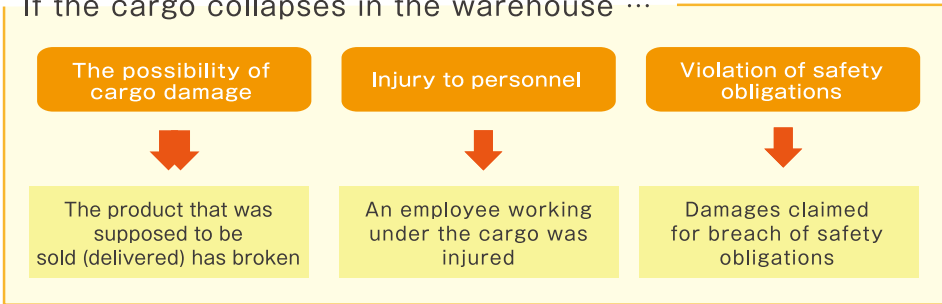 If the cargo collapses in the warehouse …
The possibility of
cargo damage
Injury to personnel
Violation of safety
obligations
The product that was
supposed to be
sold (delivered) has broken
An employee working
under the cargo was
injured
Damages claimed
for breach of safety
obligations